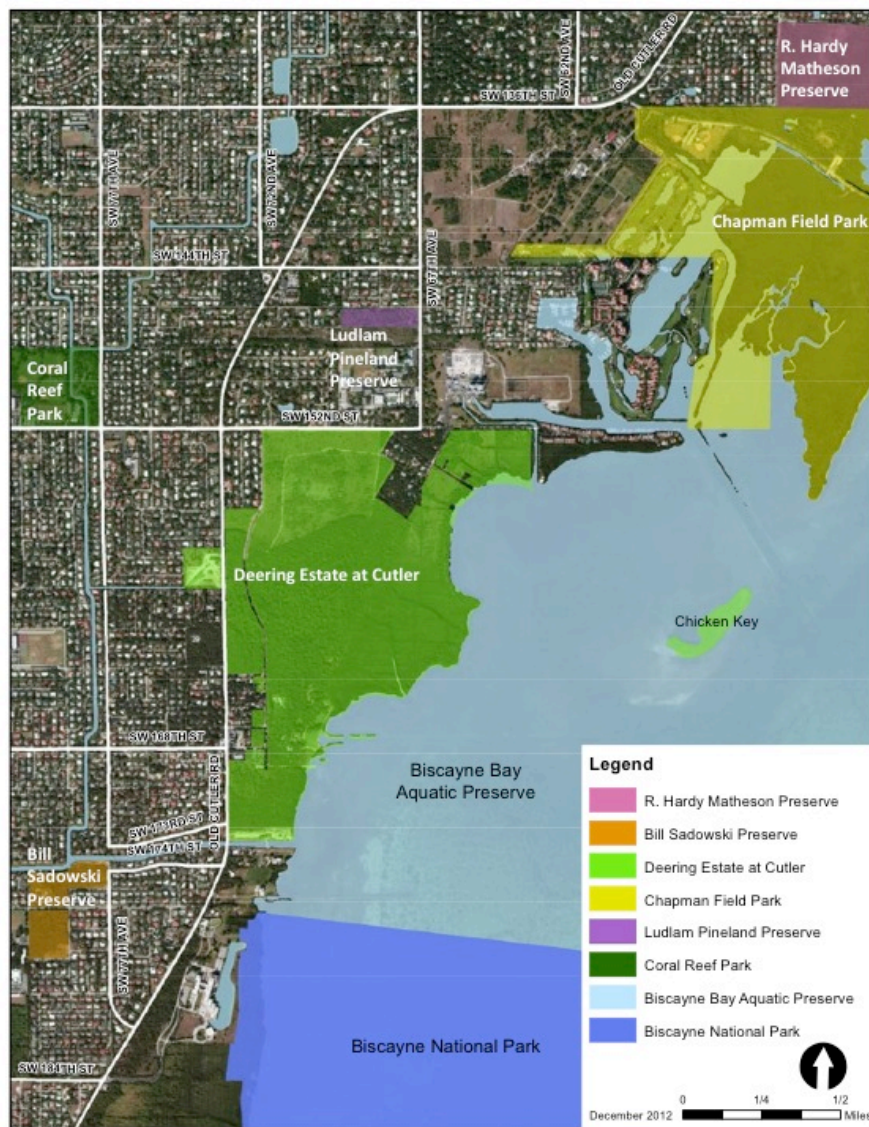 R. Hardy
Matheson
Preserve
SW 62ND AVE
OLD CUTLER RD
SW 136TH ST
SW 77TH AVE
SW 72ND AVE
SW 67TH AVE
Chapman Field Park
SW 144TH ST
Ludlam
Pineland
Preserve
Coral
Reef
Park
SW 152ND ST
Deering Estate at Cutler
Chicken Key
SW 168TH ST
Biscayne Bay
Aquatic Preserve
OLD CUTLER RD
SW 173RD ST
SW 174TH ST
Bill
Sadowski
Preserve
SW 77TH AVE
Biscayne National Park
SW 184TH ST
Legend
R. Hardy Matheson Preserve
Bill Sadowski Preserve
Deering Estate at Cutler
Chapman Field Park
Ludlam Pineland Preserve
Coral Reef Park
Biscayne Bay Aquatic Preserve
Biscayne National Park
December 2012
0 1/4 1/2
Miles